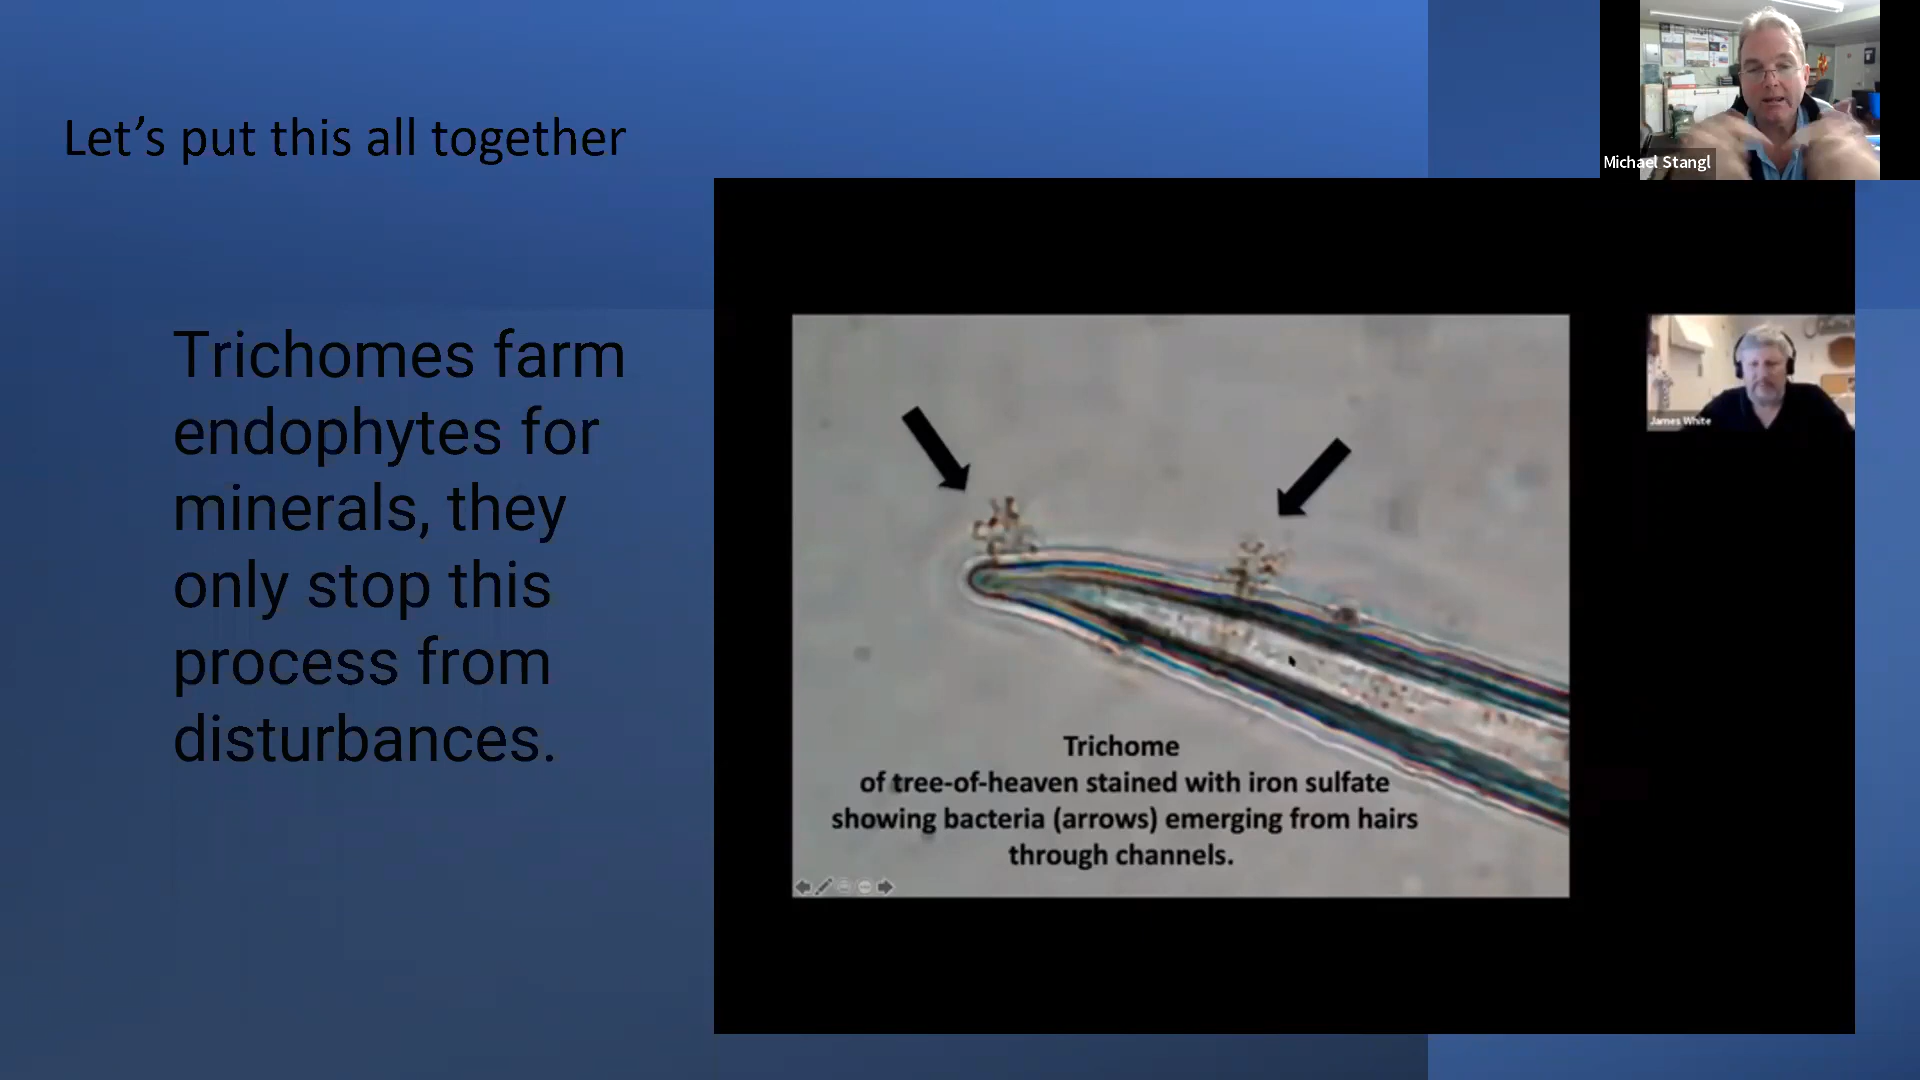 Let’s put this all together
Michael Stangl
Trichomes farm
endophytes for
minerals, they
only stop this
process from
disturbances.
James White
Trichome
of tree-of-heaven stained with iron sulfate
showing bacteria (arrows) emerging from hairs
through channels.